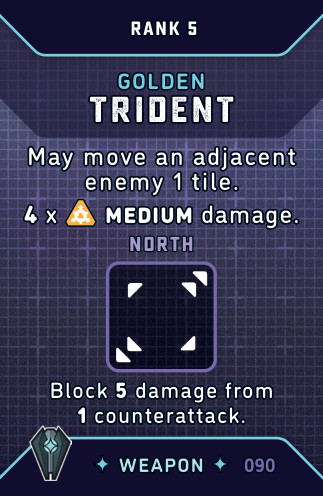 RANK 5
GOLDEN
TRIDENT
May move an adjacent
enemy 1 tile.
4 x MEDIUM damage.
NORTH
Block 5 damage from
1 counterattack.
WEAPON 090